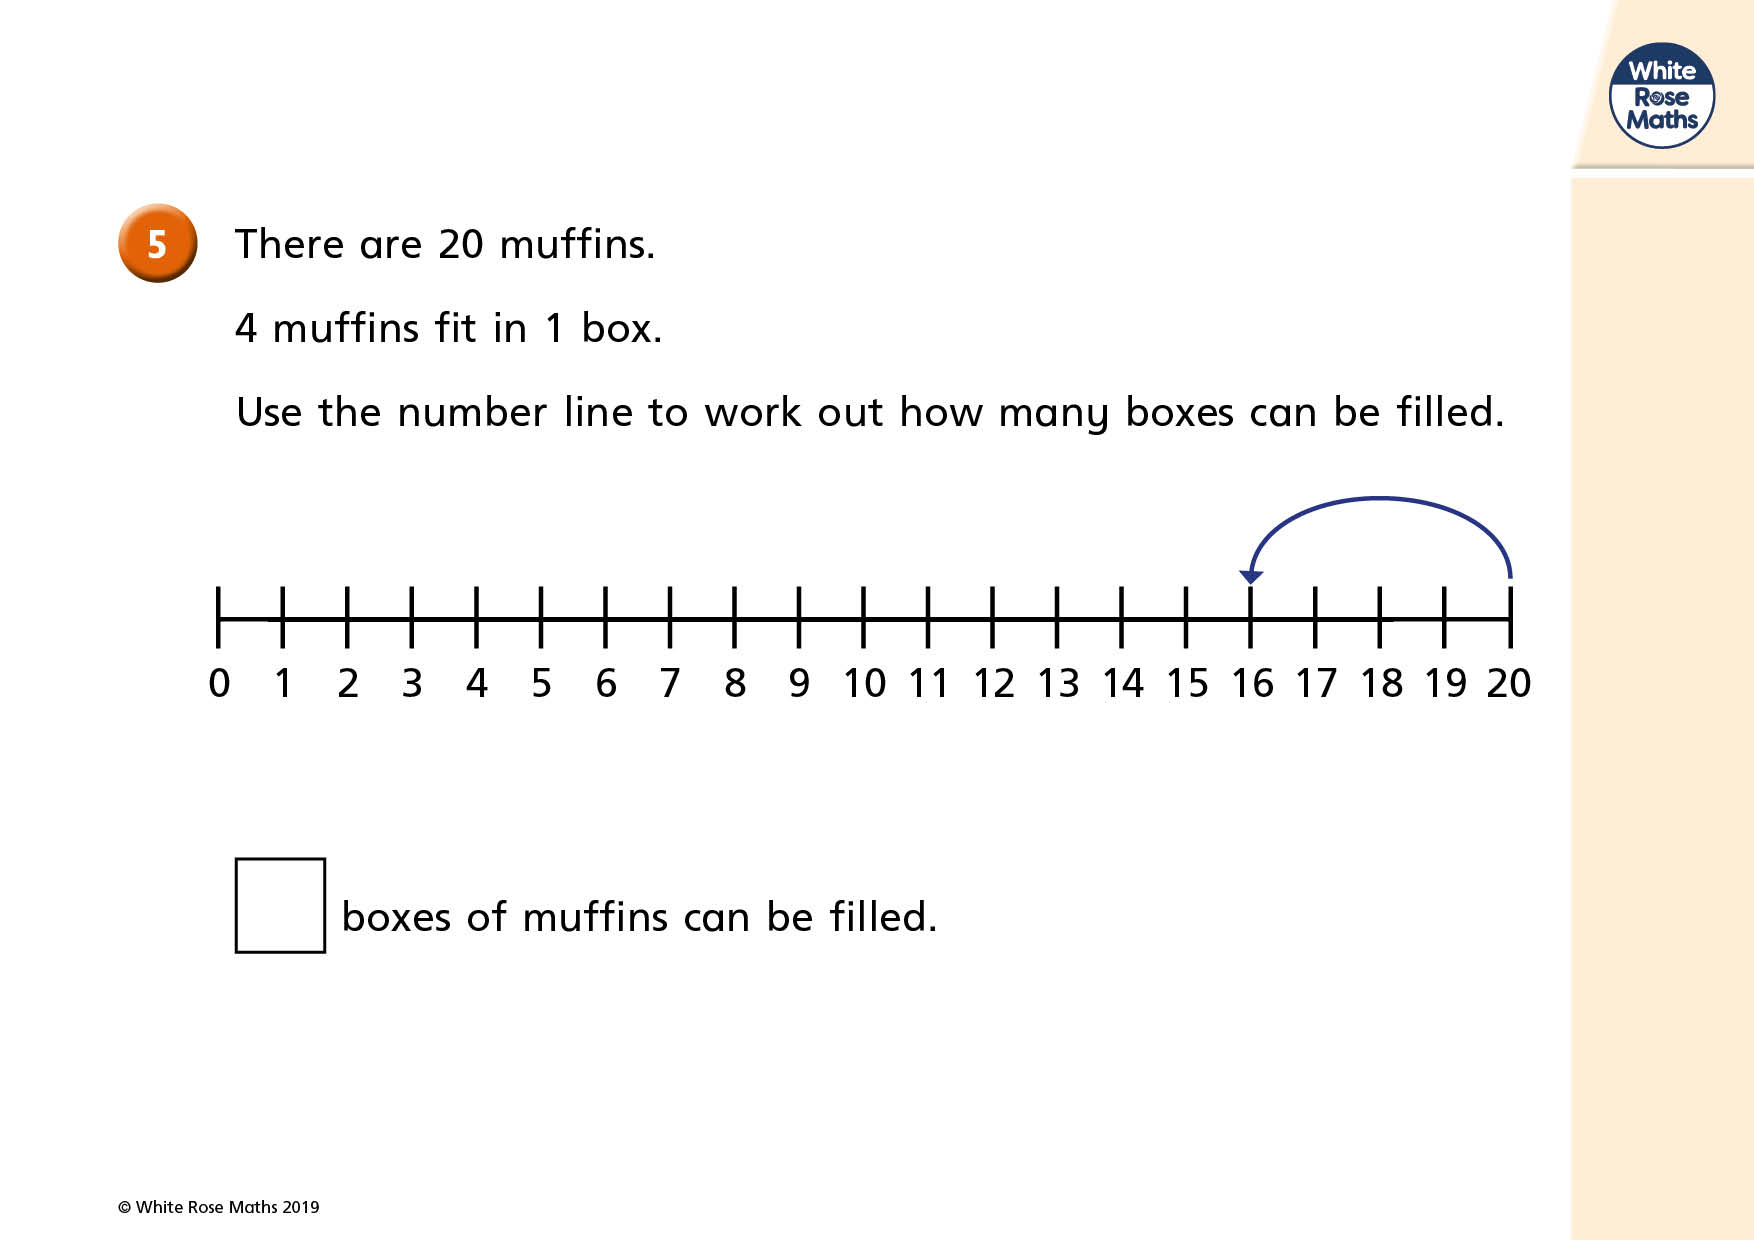 White
Rose
Maths
5 There are 20 muffins.
4 muffins fit in 1 box.
Use the number line to work out how many boxes can be filled.
0 1 2 3 4 5 6 7 8 9 10 11 12 13 14 15 16 17 18 19 20
boxes of muffins can be filled.
© White Rose Maths 2019